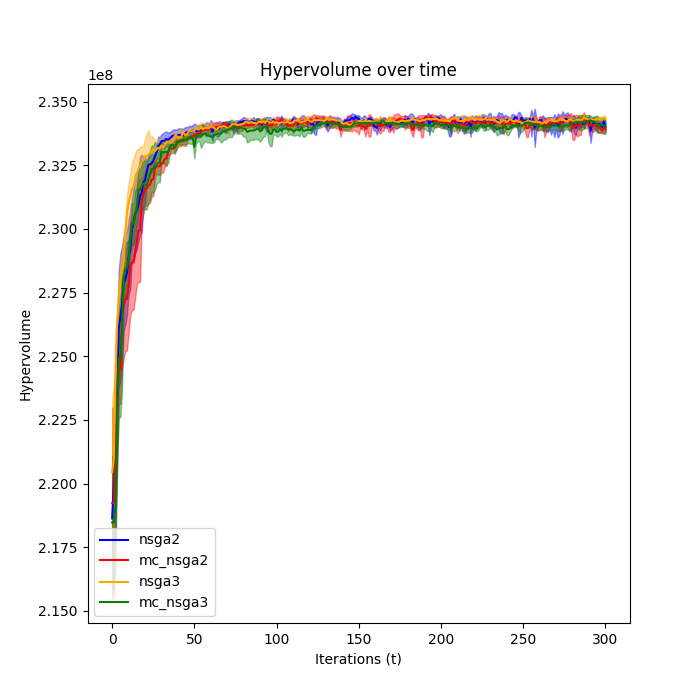 Hypervolume over time
1e8
2.350
2.325
2.300
2.275
2.250
2.225
2.200
2.175
2.150
Hypervolume
nsga2
mc_nsga2
nsga3
mc_nsga3
0 50 100 150 200 250 300
Iterations (t)